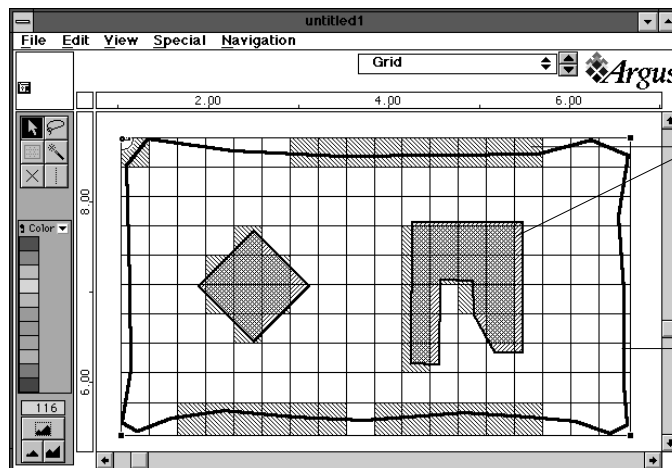 untitled1
File Edit View Special Navigation
Grid
Argus
2.00 4.00 6.00
8.00
Color
6.00
116